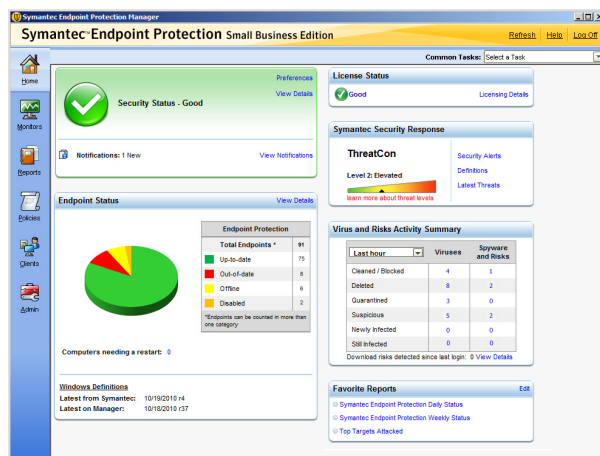 Symantec Endpoint Protection Manager
Symantec™ Endpoint Protection Small Business Edition
Refresh | Help | Log Off
Common Tasks: Select a Task
Home
Monitors
Reports
Policies
Clients
Admin
Preferences
View Details
Security Status - Good
Notifications: 1 New
View Notifications
Endpoint Status
View Details
Endpoint Protection
Total Endpoints * 91
Up-to-date 75
Out-of-date 8
Offline 6
Disabled 2
*Endpoints can be counted in more than
one category
Computers needing a restart: 0
Windows Definitions
Latest from Symantec: 10/19/2010 r4
Latest on Manager: 10/18/2010 r37
License Status
Good
Licensing Details
Symantec Security Response
ThreatCon
Level 2: Elevated
learn more about threat levels
Security Alerts
Definitions
Latest Threats
Virus and Risks Activity Summary
Last hour Viruses Spyware
and Risks
Cleaned / Blocked 4 1
Deleted 8 2
Quarantined 3 0
Suspicious 5 2
Newly Infected 0 0
Still Infected 0 0
Download risks detected since last login: 0 View Details
Favorite Reports
Edit
Symantec Endpoint Protection Daily Status
Symantec Endpoint Protection Weekly Status
Top Targets Attacked